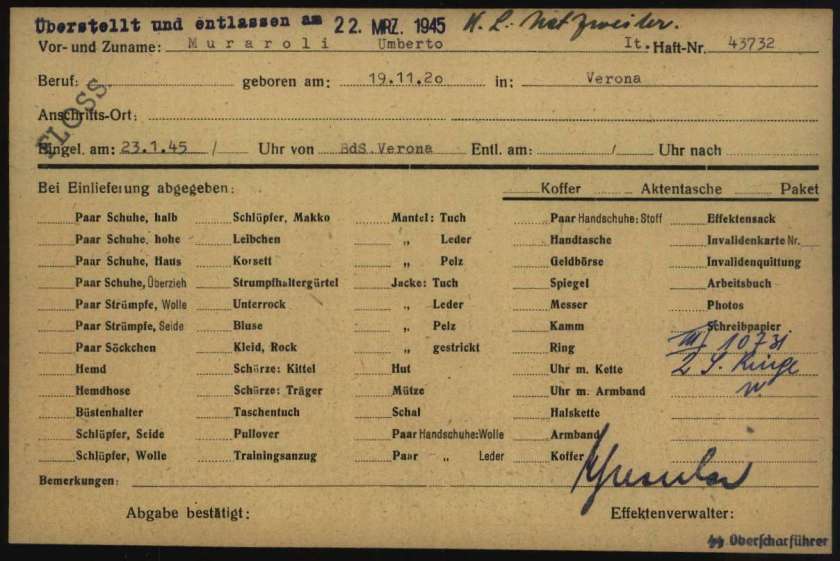 Überstellt und entlassen am 22. MRZ. 1945 K. L. Natzweiler.
Vor- und Zuname: Muraroli Umberto It. Haft-Nr. 43732
Beruf: geboren am: 19.11.20 in: Verona
FLOSS.
Anschrifts-Ort:
Eingel. am: 23.1.45 / Uhr von BdS.Verona Entl. am: / Uhr nach
Bei Einlieferung abgegeben: Koffer Aktentasche Paket
Paar Schuhe, halb Schlüpfer, Makko Mantel: Tuch Paar Handschuhe: Stoff Effektensack
Paar Schuhe, hohe Leibchen „ Leder Handtasche Invalidenkarte Nr.
Paar Schuhe, Haus Korsett „ Pelz Geldbörse Invalidenquittung
Paar Schuhe, Überzieh Strumpfhaltergürtel Jacke: Tuch Spiegel Arbeitsbuch
Paar Strümpfe, Wolle Unterrock „ Leder Messer Photos
Paar Strümpfe, Seide Bluse „ Pelz Kamm Schreibpapier
Paar Söckchen Kleid, Rock „ gestrickt Ring
Hemd Schürze: Kittel Hut Uhr m. Kette
Hemdhose Schürze: Träger Mütze Uhr m. Armband
Büstenhalter Taschentuch Schal Halskette
Schlüpfer, Seide Pullover Paar Handschuhe: Wolle Armband
Schlüpfer, Wolle Trainingsanzug Paar „ Leder Koffer
Bemerkungen:
Abgabe bestätigt: Effektenverwalter:
SS Oberscharführer